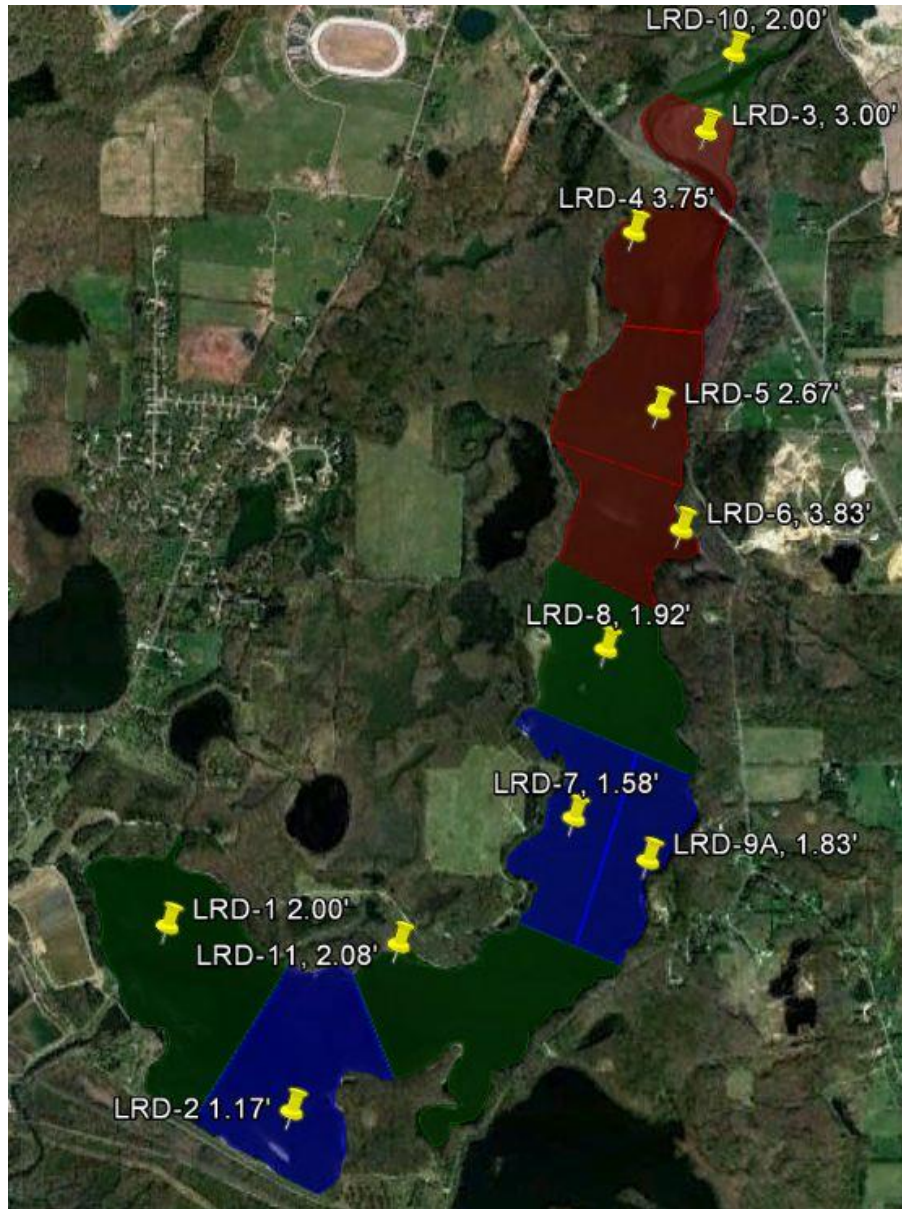 LRD-10, 2.00'
LRD-3, 3.00'
LRD-4 3.75'
LRD-5 2.67'
LRD-6, 3.83'
LRD-8, 1.92'
LRD-7, 1.58'
LRD-9A, 1.83'
LRD-1 2.00'
LRD-11, 2.08'
LRD-2 1.17'